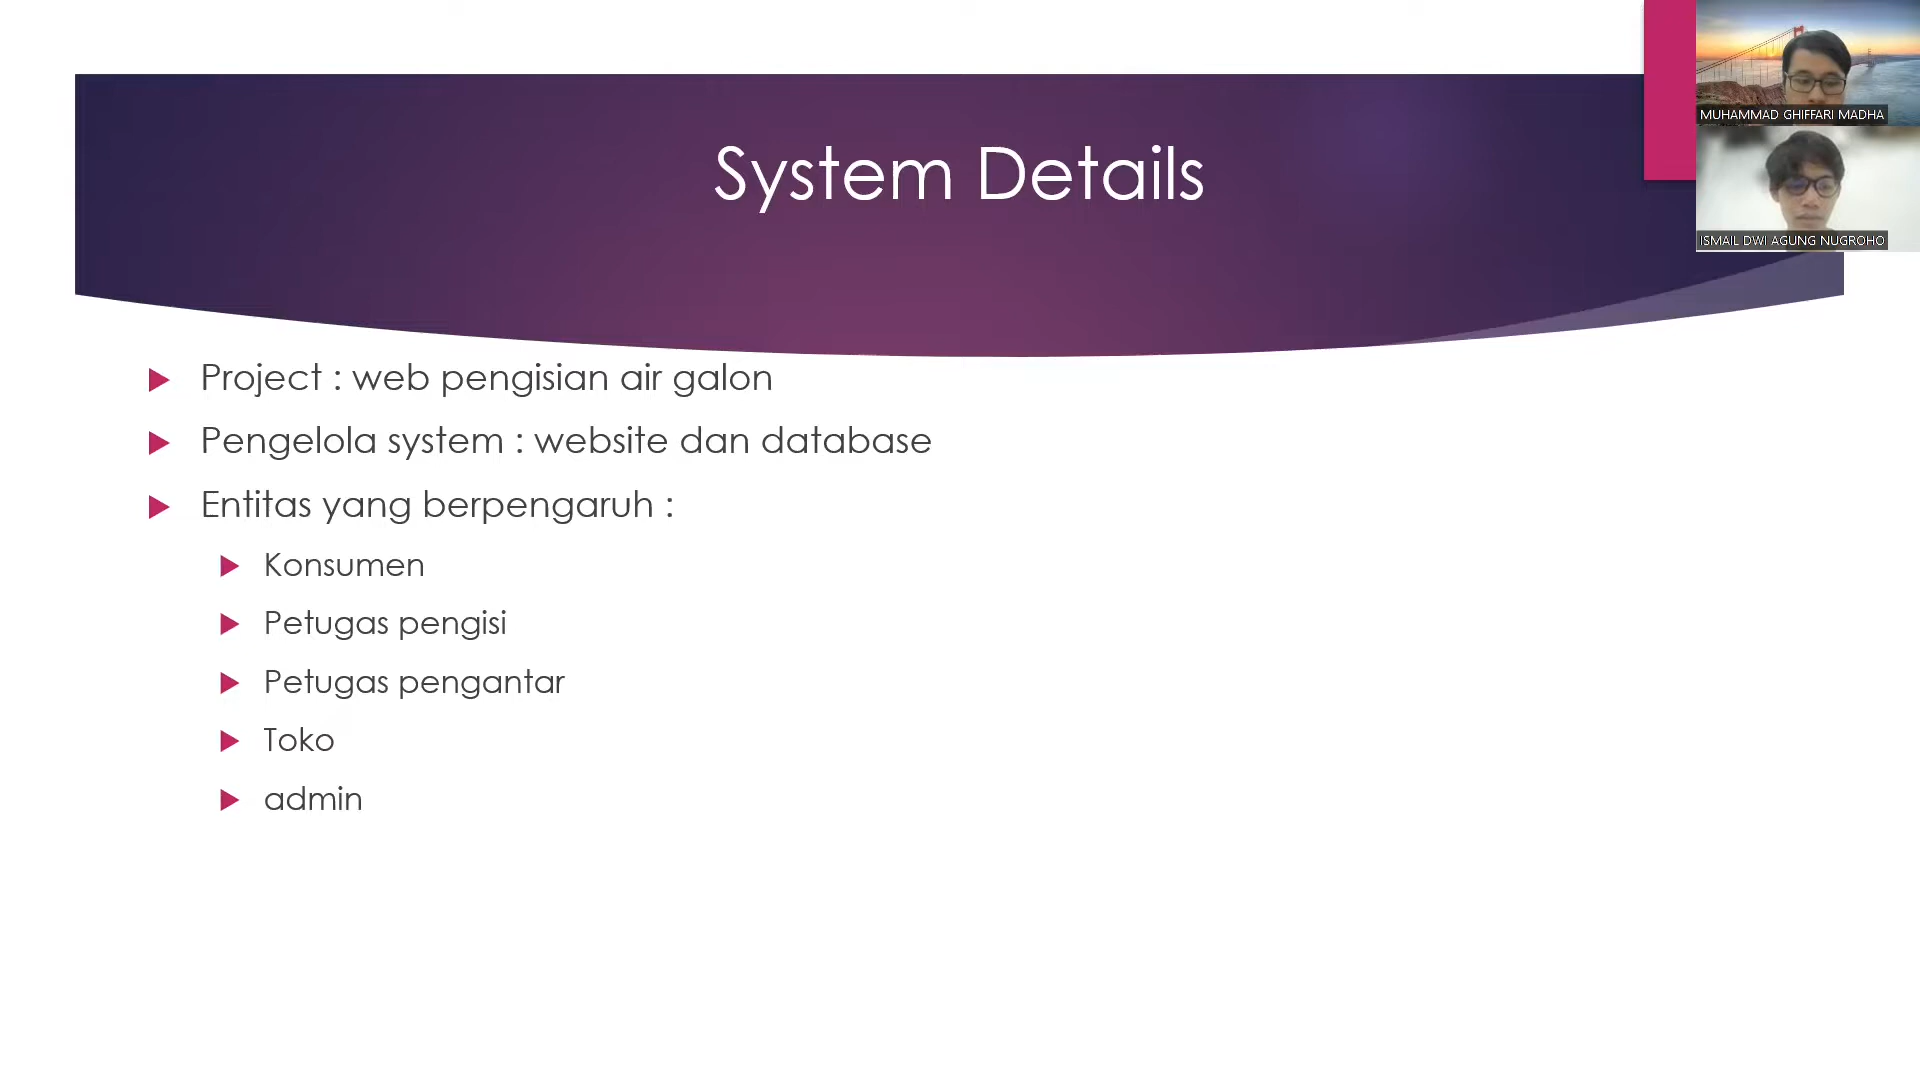 System Details
Project : web pengisian air galon
Pengelola system : website dan database
Entitas yang berpengaruh :
Konsumen
Petugas pengisi
Petugas pengantar
Toko
admin
MUHAMMAD GHIFFARI MADHA
ISMAIL DWI AGUNG NUGROHO